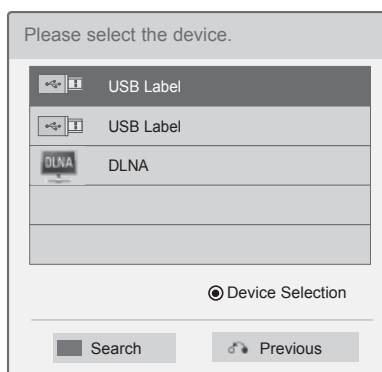 Please select the device.
USB Label
USB Label
DLNA DLNA
Device Selection
Search Previous